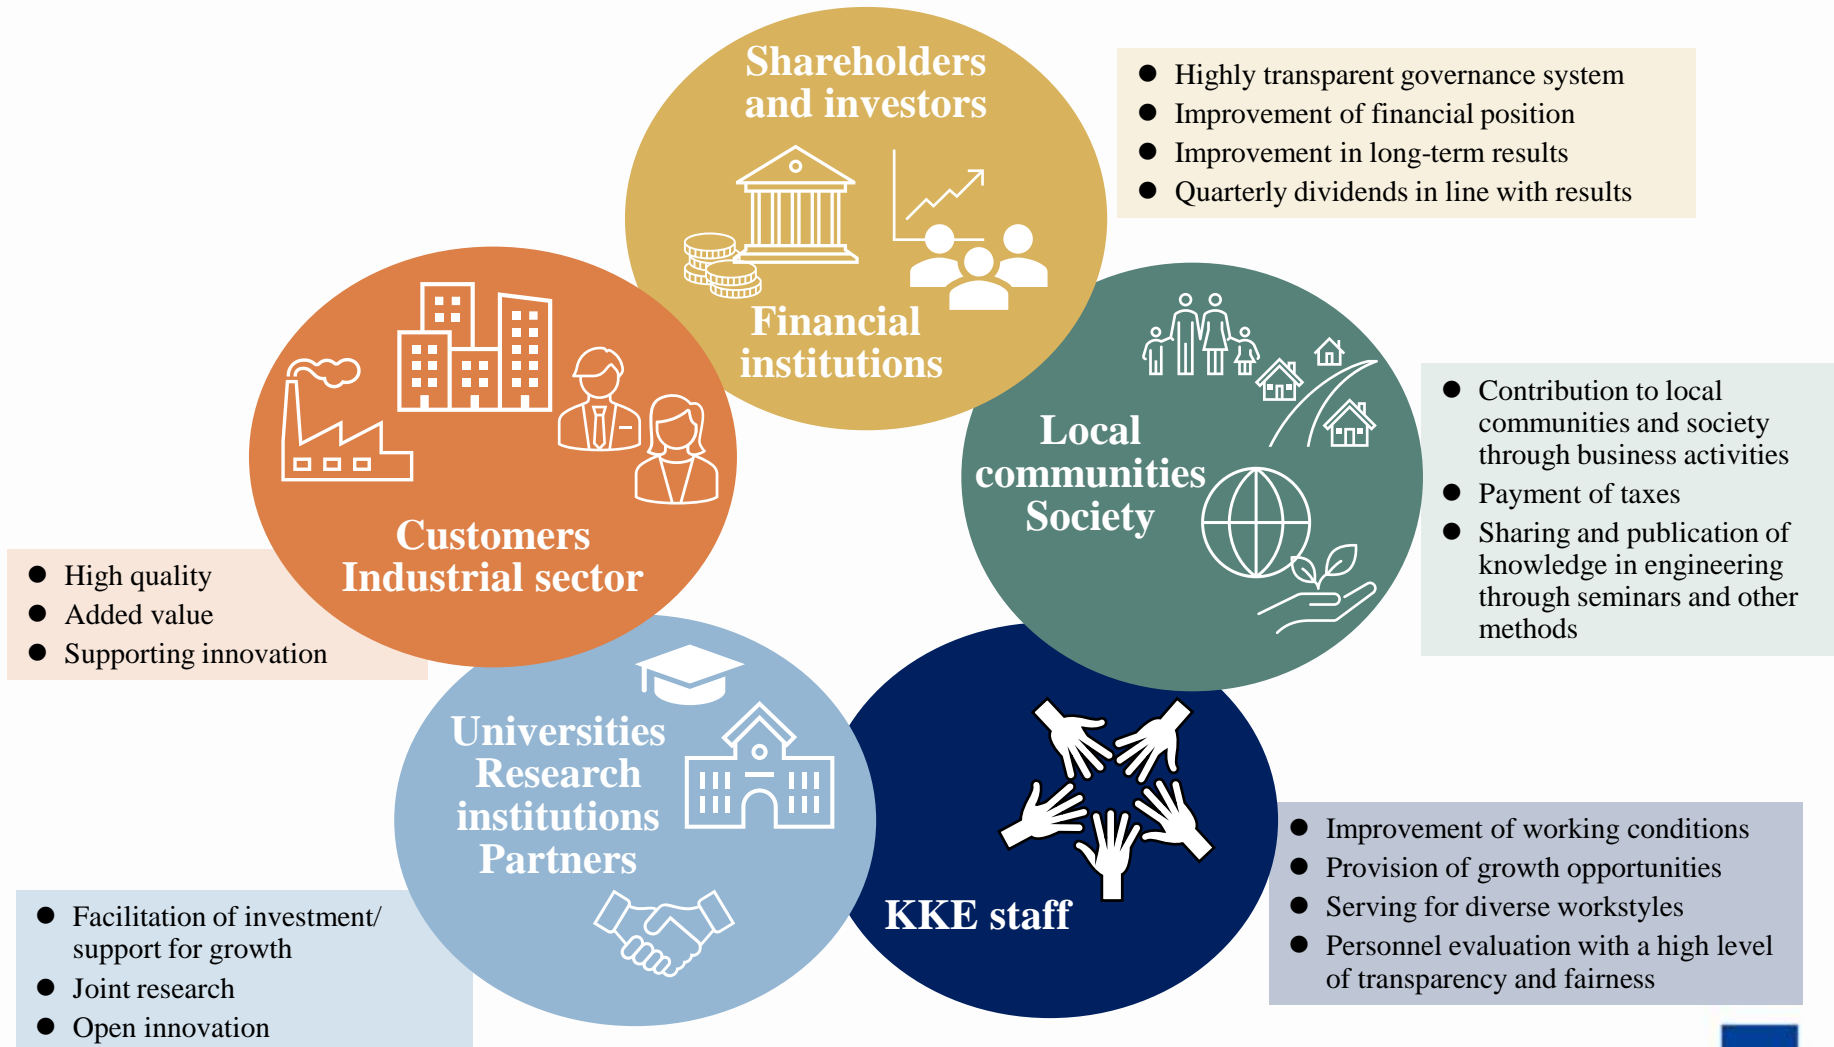 Shareholders
and investors
Financial
institutions
● Highly transparent governance system
● Improvement of financial position
● Improvement in long-term results
● Quarterly dividends in line with results
Customers
Industrial sector
● High quality
● Added value
● Supporting innovation
Local
communities
Society
● Contribution to local
communities and society
through business activities
● Payment of taxes
● Sharing and publication of
knowledge in engineering
through seminars and other
methods
Universities
Research
institutions
Partners
● Facilitation of investment/
support for growth
● Joint research
● Open innovation
KKE staff
● Improvement of working conditions
● Provision of growth opportunities
● Serving for diverse workstyles
● Personnel evaluation with a high level
of transparency and fairness